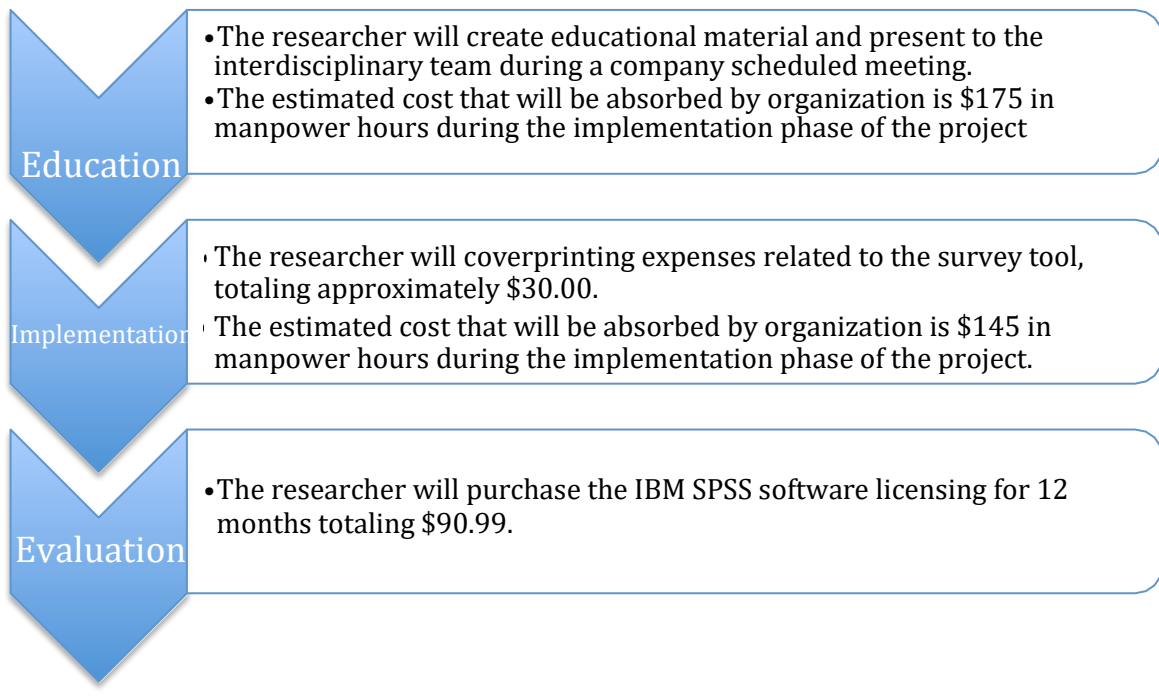 •The researcher will create educational material and present to the
interdisciplinary team during a company scheduled meeting.
•The estimated cost that will be absorbed by organization is $175 in
manpower hours during the implementation phase of the project
Education
• The researcher will coverprinting expenses related to the survey tool,
totaling approximately $30.00.
Implementation
• The estimated cost that will be absorbed by organization is $145 in
manpower hours during the implementation phase of the project.
•The researcher will purchase the IBM SPSS software licensing for 12
months totaling $90.99.
Evaluation